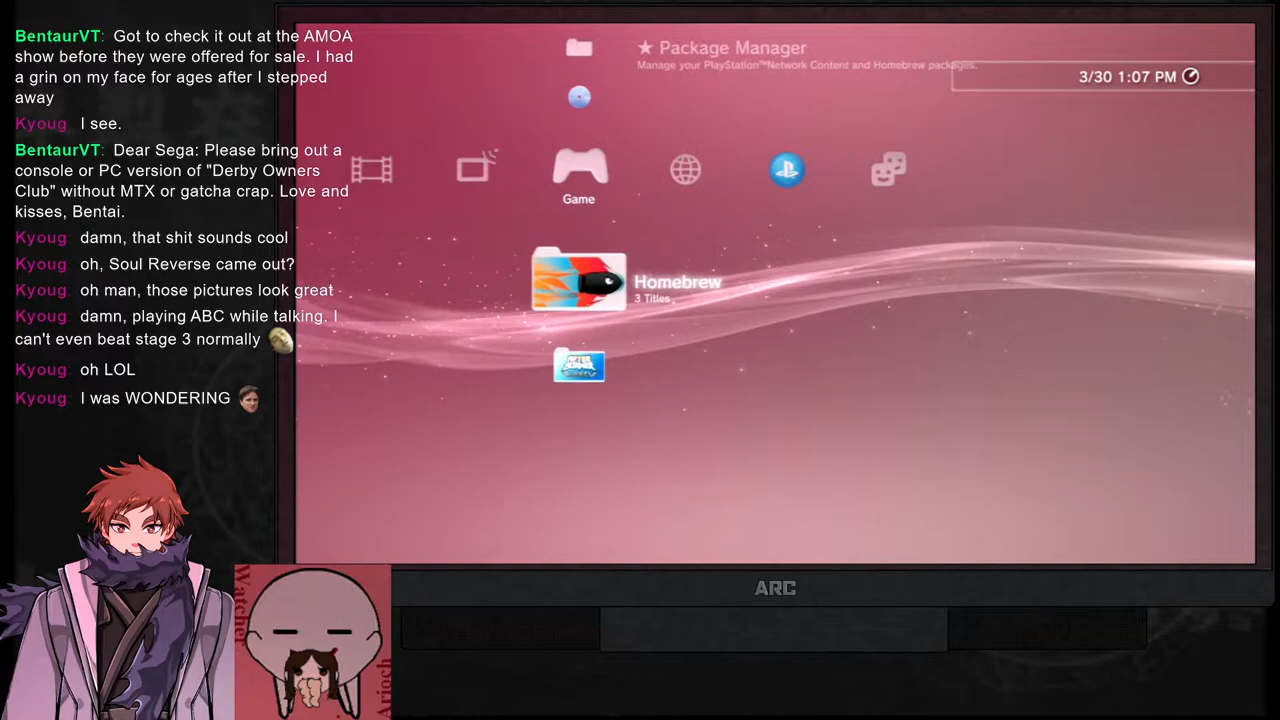 BentaurVT: Got to check it out at the AMOA
show before they were offered for sale. I had
a grin on my face for ages after I stepped
away
Kyoug: I see.
BentaurVT: Dear Sega: Please bring out a
console or PC version of "Derby Owners
Club" without MTX or gatcha crap. Love and
kisses, Bentai.
Kyoug: damn, that shit sounds cool
Kyoug: oh, Soul Reverse came out?
Kyoug: oh man, those pictures look great
Kyoug: damn, playing ABC while talking. I
can't even beat stage 3 normally
Kyoug: oh LOL
Kyoug: I was WONDERING
★ Package Manager
Manage your PlayStation™Network Content and Homebrew packages.
3/30 1:07 PM
Game
Homebrew
3 Titles
AFTER BURNER
ARC
Watcher
Arioch